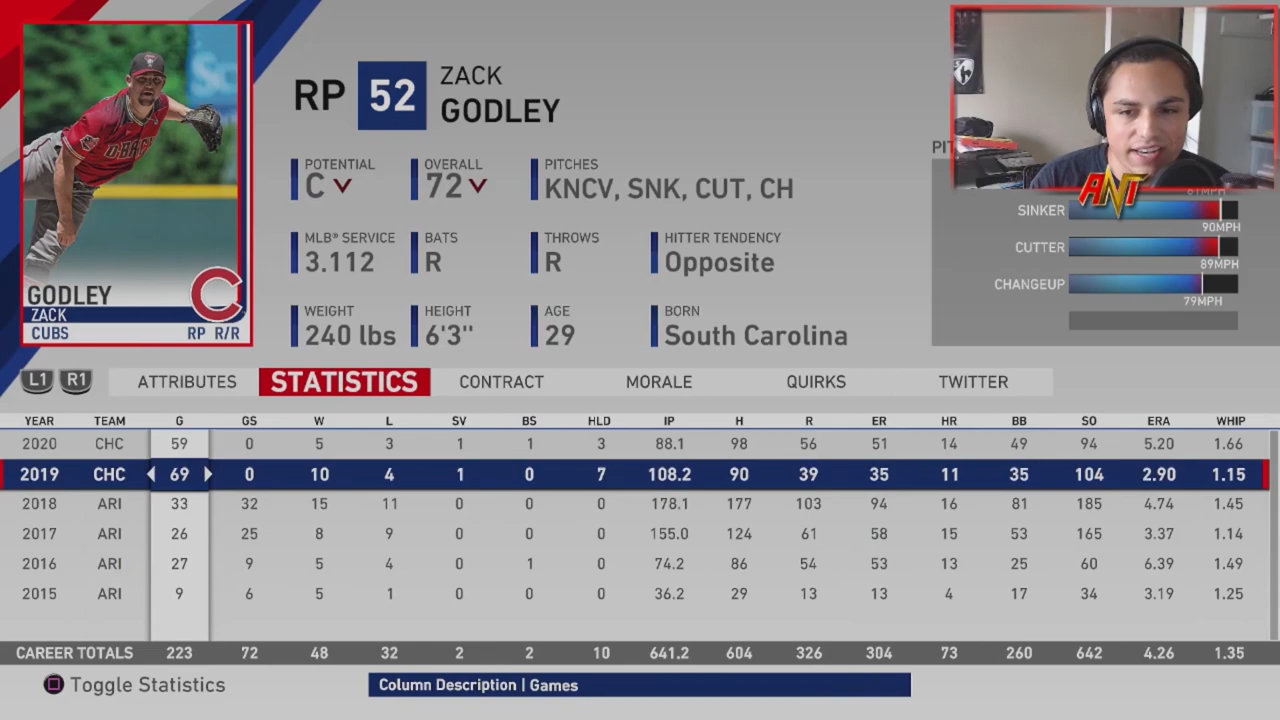 RP 52 ZACK
GODLEY
POTENTIAL OVERALL PITCHES
C 72 KNCV, SNK, CUT, CH
MLB® SERVICE BATS THROWS HITTER TENDENCY
3.112 R R Opposite
WEIGHT HEIGHT AGE BORN
240 lbs 6'3" 29 South Carolina
GODLEY
ZACK
CUBS RP R/R
ANT
SINKER
90MPH
CUTTER
89MPH
CHANGEUP
79MPH
L1 R1 ATTRIBUTES STATISTICS CONTRACT MORALE QUIRKS TWITTER
YEAR TEAM G GS W L SV BS HLD IP H R ER HR BB SO ERA WHIP
2020 CHC 59 0 5 3 1 1 3 88.1 98 56 51 14 49 94 5.20 1.66
2019 CHC 69 0 10 4 1 0 7 108.2 90 39 35 11 35 104 2.90 1.15
2018 ARI 33 32 15 11 0 0 0 178.1 177 103 94 16 81 185 4.74 1.45
2017 ARI 26 25 8 9 0 0 0 155.0 124 61 58 15 53 165 3.37 1.14
2016 ARI 27 9 5 4 0 1 0 74.2 86 54 53 13 25 60 6.39 1.49
2015 ARI 9 6 5 1 0 0 0 36.2 29 13 13 4 17 34 3.19 1.25
CAREER TOTALS 223 72 48 32 2 2 10 641.2 604 326 304 73 260 642 4.26 1.35
Toggle Statistics
Column Description | Games